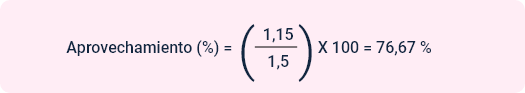 Aprovechamiento (%) = (1,15 / 1,5) X 100 = 76,67 %